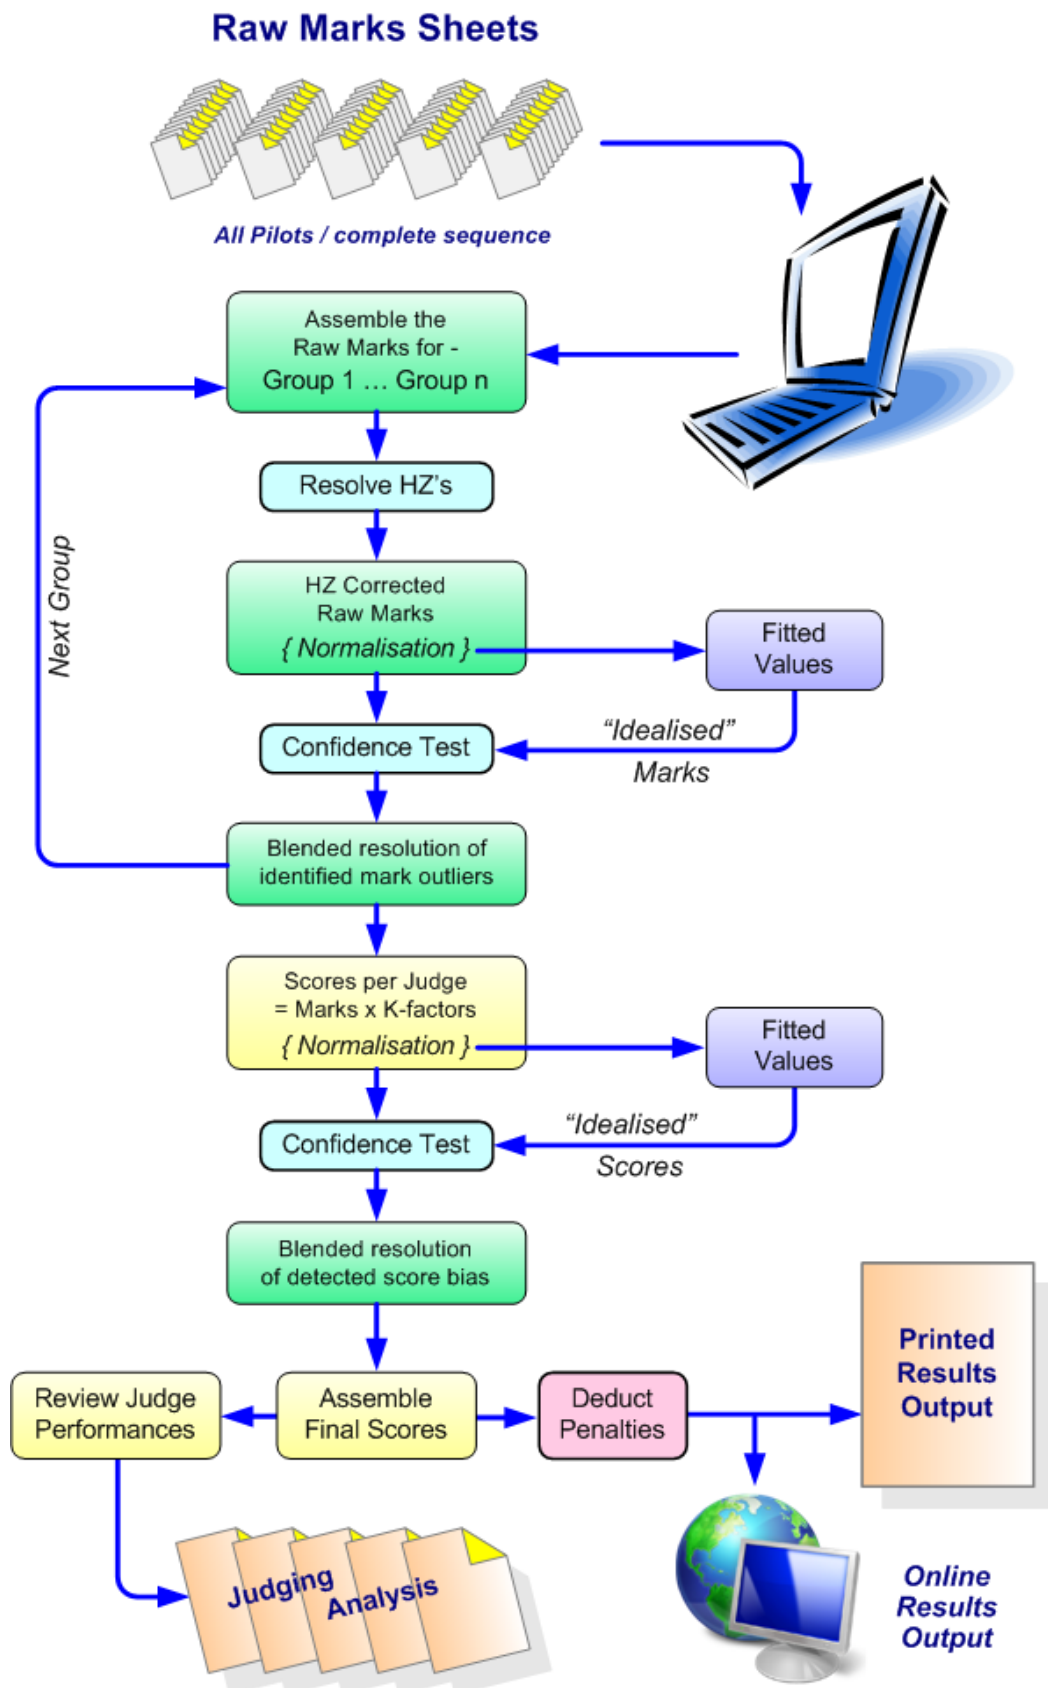 Raw Marks Sheets
All Pilots / complete sequence
Assemble the
Raw Marks for -
Group 1 ... Group n
Resolve HZ's
HZ Corrected
Raw Marks
{ Normalisation }
Fitted
Values
Next Group
"Idealised"
Marks
Confidence Test
Blended resolution of
identified mark outliers
Scores per Judge
= Marks x K-factors
{ Normalisation }
Fitted
Values
"Idealised"
Scores
Confidence Test
Blended resolution
of detected score bias
Review Judge
Performances
Assemble
Final Scores
Deduct
Penalties
Printed
Results
Output
Judging
Analysis
Online
Results
Output